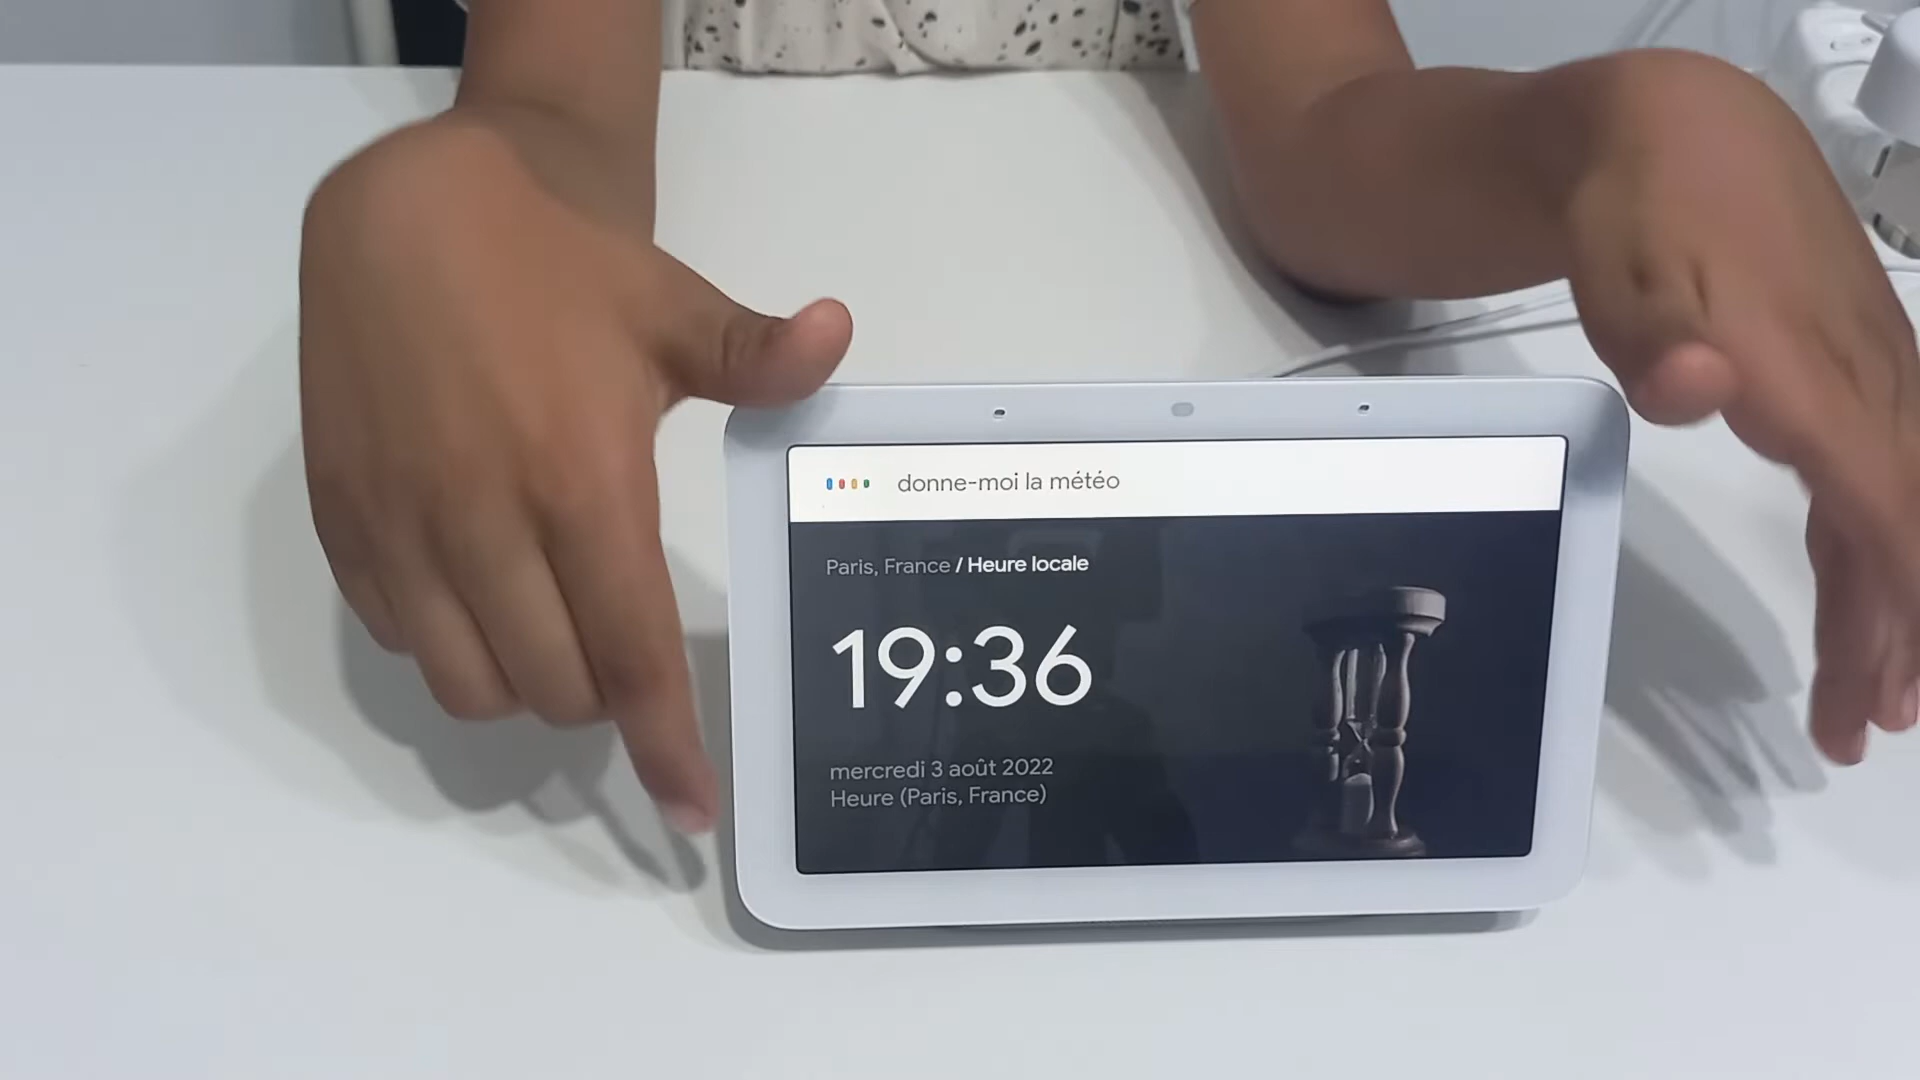 donne-moi la météo
Paris, France / Heure locale
19:36
mercredi 3 août 2022
Heure (Paris, France)